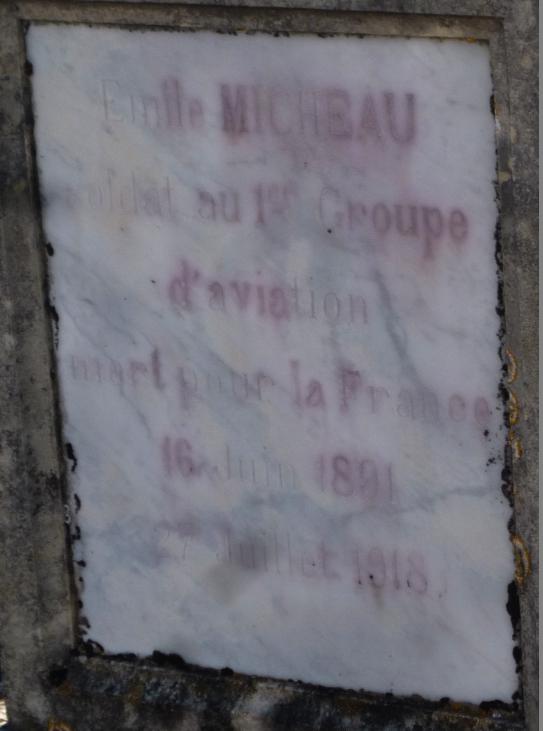 Emile MICHEAU
soldat au 1er Groupe
d'aviation
mort pour la France
16 Juin 1891
27 Juillet 1918